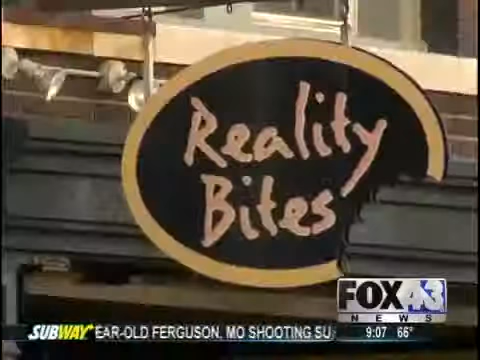 Reality
Bites
FOX 43
NEWS
SUBWAY EAR-OLD FERGUSON, MO SHOOTING SU 9:07 66°